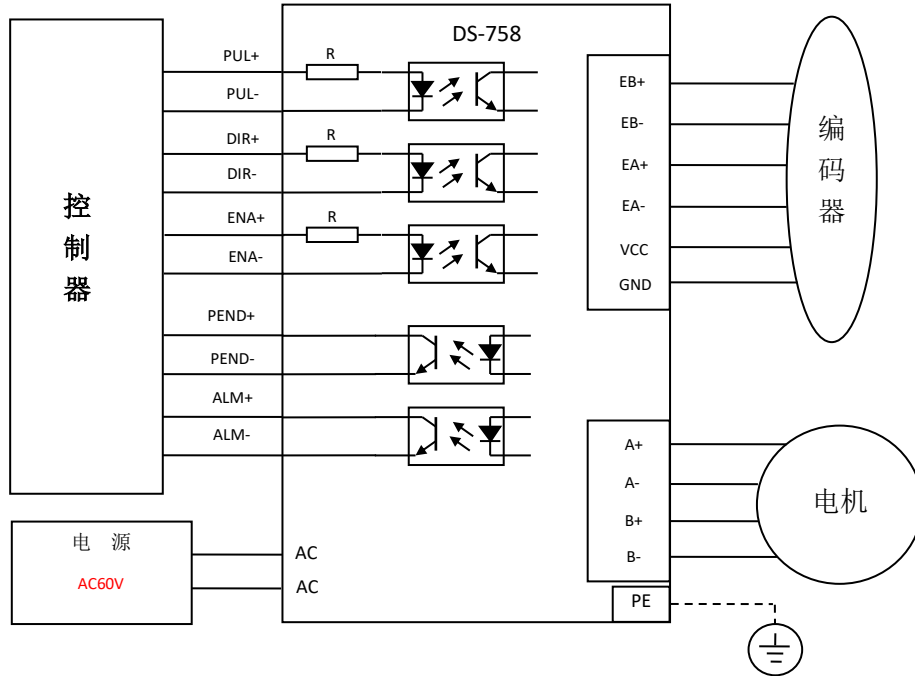 DS-758
控制器
PUL+
R
PUL-
DIR+
R
DIR-
ENA+
R
ENA-
PEND+
PEND-
ALM+
ALM-
EB+
EB-
EA+
EA-
VCC
GND
编码器
A+
A-
B+
B-
电机
电 源
AC60V
AC
AC
PE